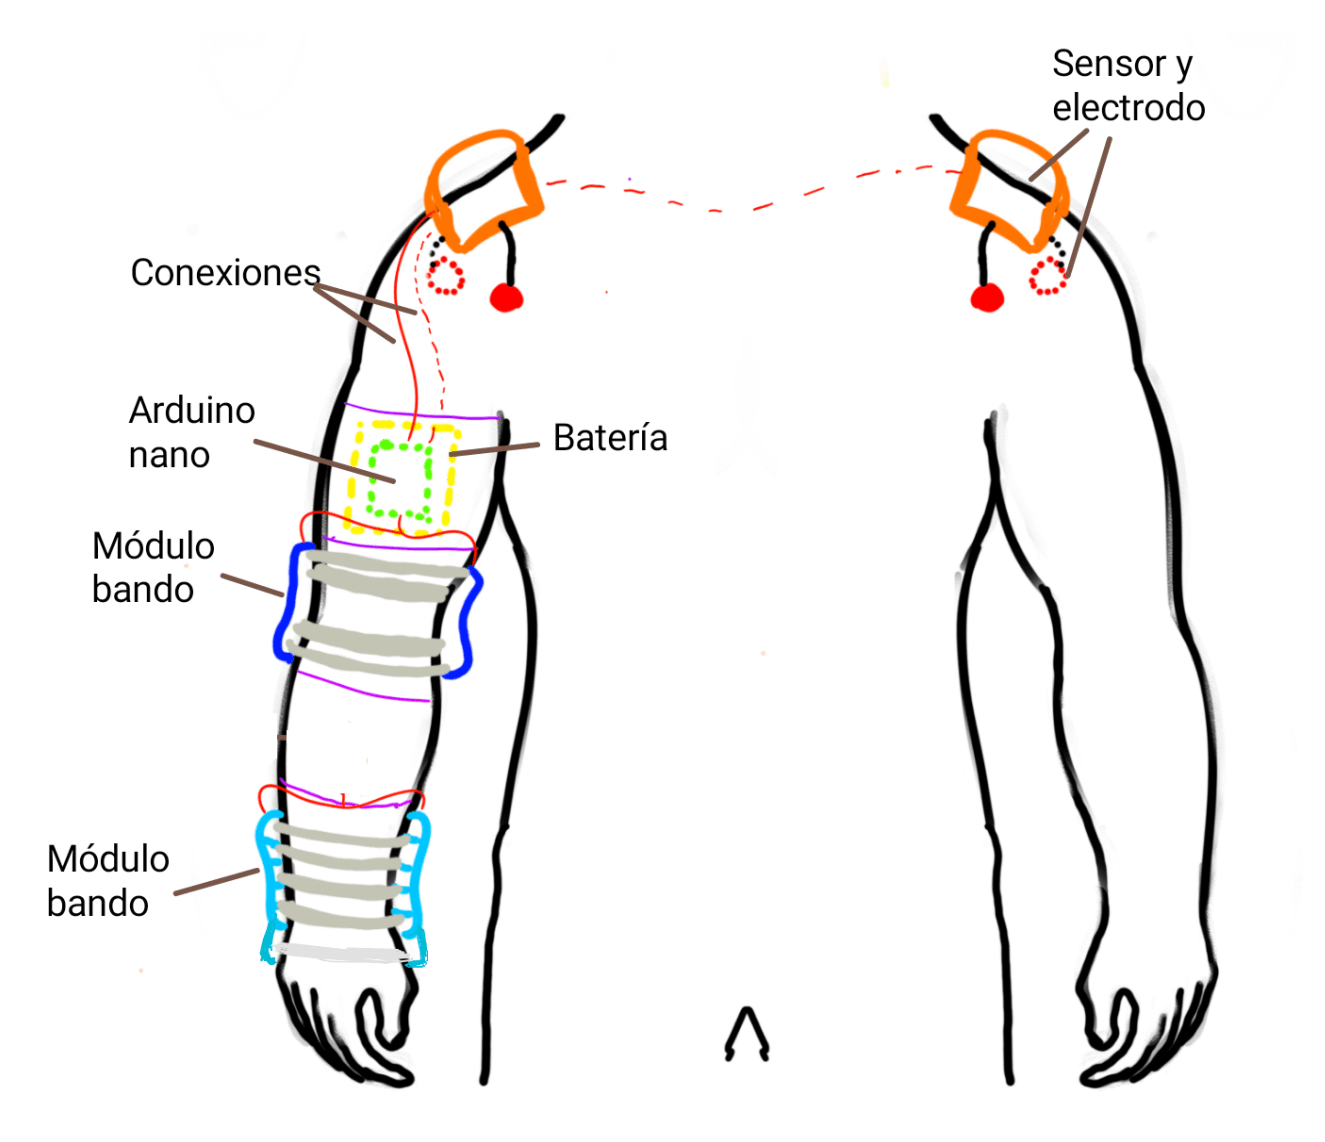 Sensor y
electrodo
Conexiones
Arduino
nano
Batería
Módulo
bando
Módulo
bando